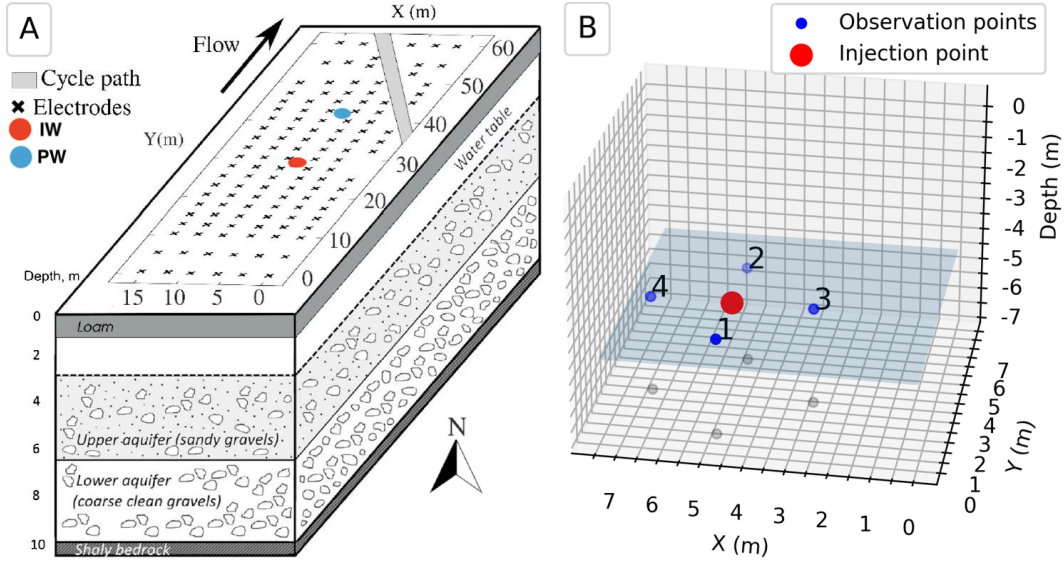 A
X (m)
Flow
Cycle path
Electrodes
IW
PW
Y(m)
60
50
40
30
20
10
0
15 10 5 0
Water table
Depth, m
0
2
4
6
8
10
Loam
Upper aquifer (sandy gravels)
Lower aquifer
(coarse clean gravels)
Shaly bedrock
N
B
Observation points
Injection point
0
-1
-2
-3
-4
-5
-6
-7
Depth (m)
2
4
3
1
7
6
5
4
3
2
1
0
Y (m)
7 6 5 4 3 2 1 0
X (m)